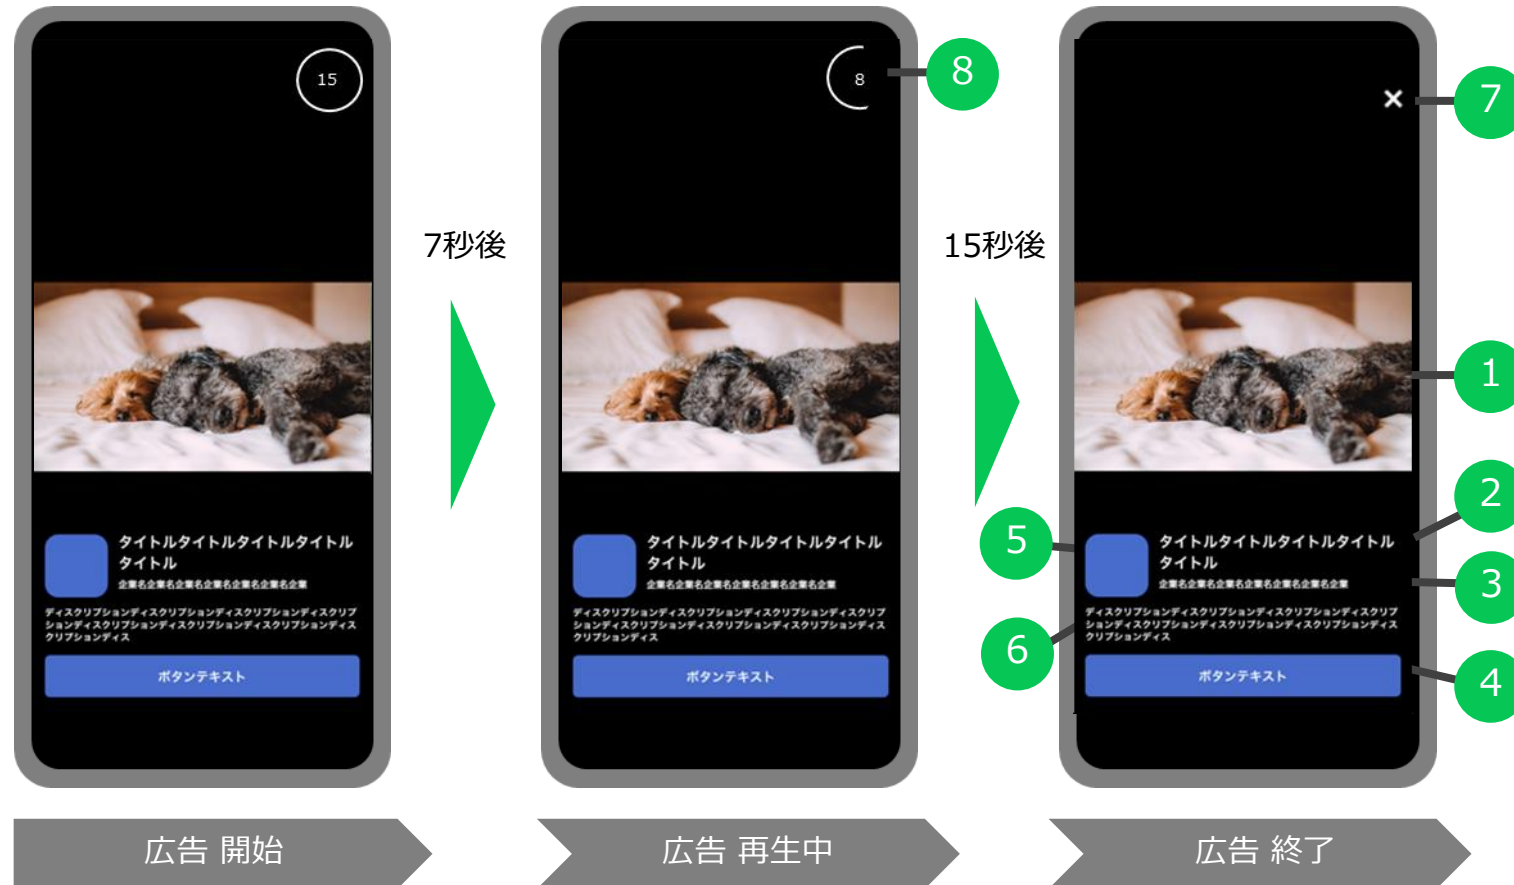 15
タイトルタイトルタイトルタイトル
タイトル
企業名企業名企業名企業名企業名企業名企業
ディスクリプションディスクリプションディスクリプションディスクリプ
ションディスクリプションディスクリプションディスクリプションディス
クリプションディス
ボタンテキスト
広告 開始
7秒後
8
8
タイトルタイトルタイトルタイトル
タイトル
企業名企業名企業名企業名企業名企業名企業
ディスクリプションディスクリプションディスクリプションディスクリプ
ションディスクリプションディスクリプションディスクリプションディス
クリプションディス
ボタンテキスト
広告 再生中
15秒後
×
7
1
2
5
タイトルタイトルタイトルタイトル
タイトル
企業名企業名企業名企業名企業名企業名企業
3
ディスクリプションディスクリプションディスクリプションディスクリプ
ションディスクリプションディスクリプションディスクリプションディス
クリプションディス
6
ボタンテキスト
4
広告 終了